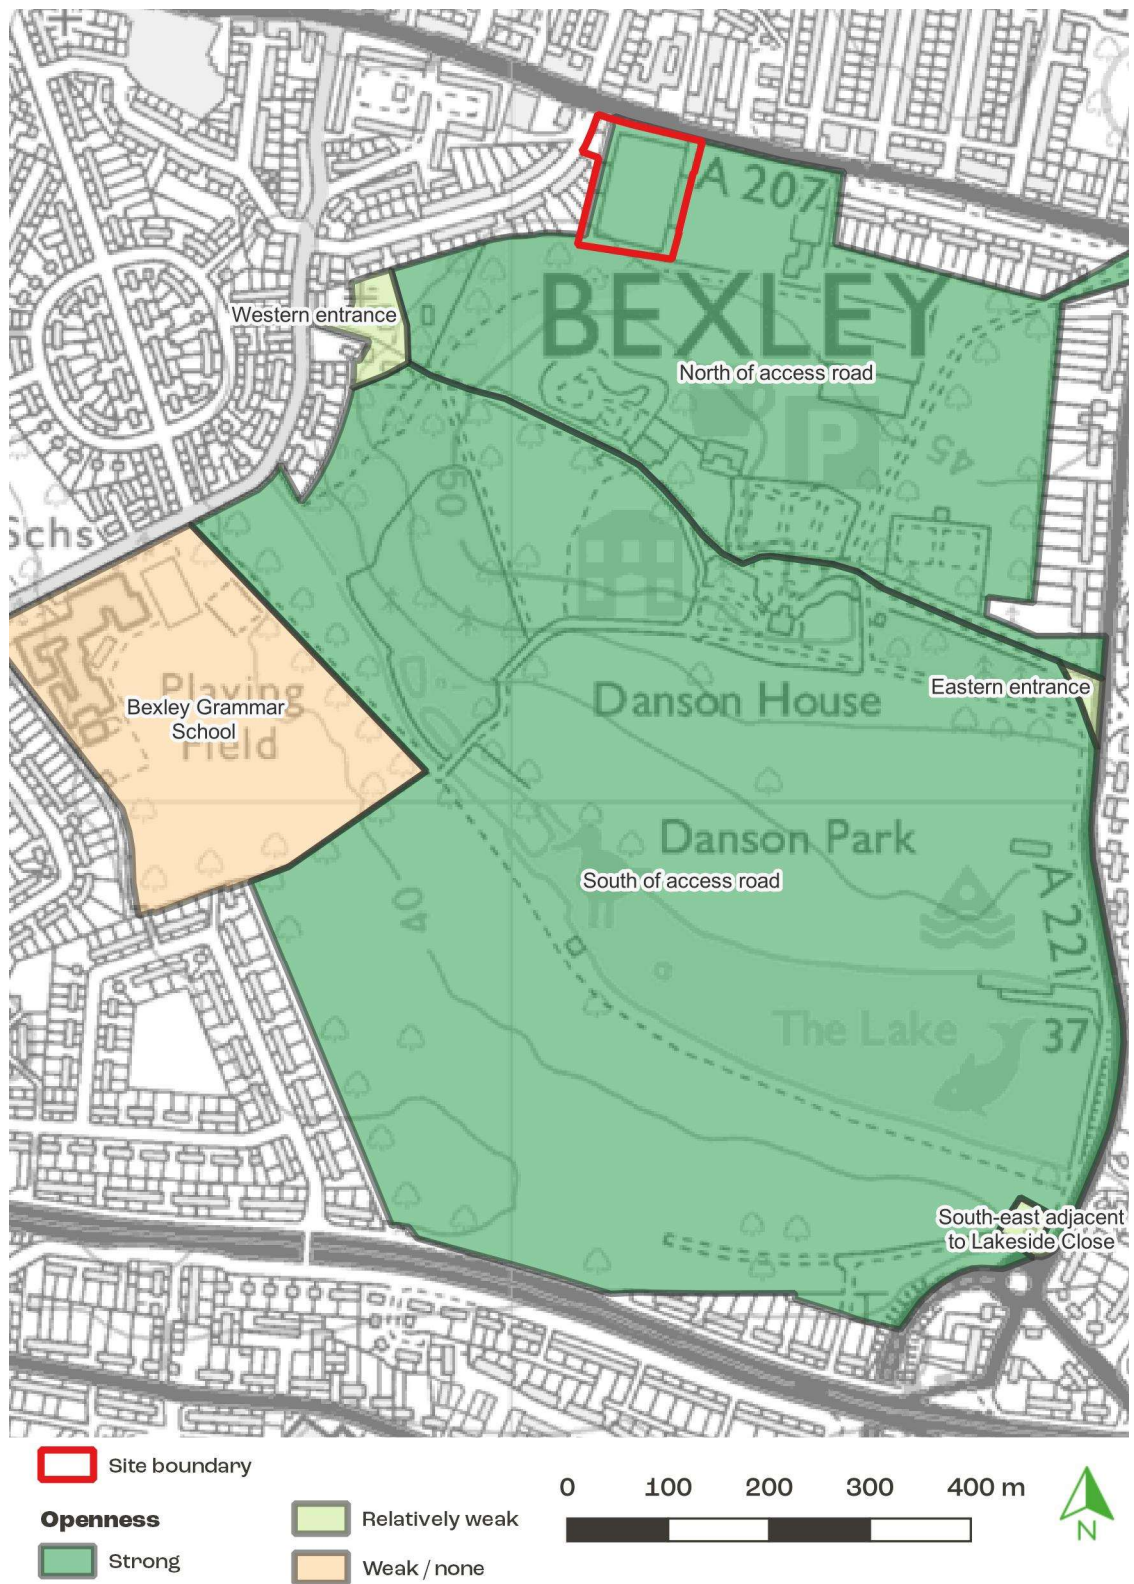 A 207
BEXLEY
Western entrance
North of access road
P
45
50
Schs
Playing
Field
Bexley Grammar
School
Danson House
Eastern entrance
Danson Park
South of access road
A 221
40
The Lake
37
South-east adjacent
to Lakeside Close
Site boundary
Openness
Strong
Relatively weak
Weak / none
0 100 200 300 400 m
N